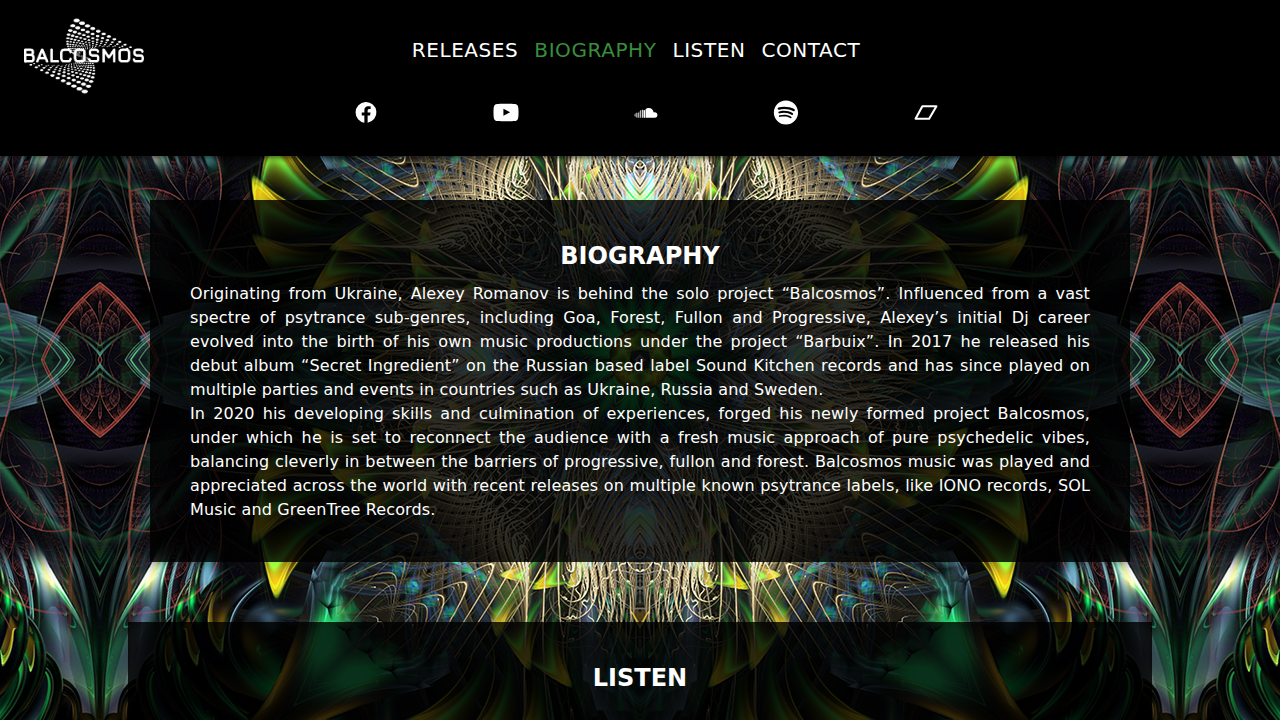 BALCOSMOS
RELEASES BIOGRAPHY LISTEN CONTACT
BIOGRAPHY
Originating from Ukraine, Alexey Romanov is behind the solo project “Balcosmos”. Influenced from a vast
spectre of psytrance sub-genres, including Goa, Forest, Fullon and Progressive, Alexey’s initial Dj career
evolved into the birth of his own music productions under the project “Barbuix”. In 2017 he released his
debut album “Secret Ingredient” on the Russian based label Sound Kitchen records and has since played on
multiple parties and events in countries such as Ukraine, Russia and Sweden.
In 2020 his developing skills and culmination of experiences, forged his newly formed project Balcosmos,
under which he is set to reconnect the audience with a fresh music approach of pure psychedelic vibes,
balancing cleverly in between the barriers of progressive, fullon and forest. Balcosmos music was played and
appreciated across the world with recent releases on multiple known psytrance labels, like IONO records, SOL
Music and GreenTree Records.
LISTEN